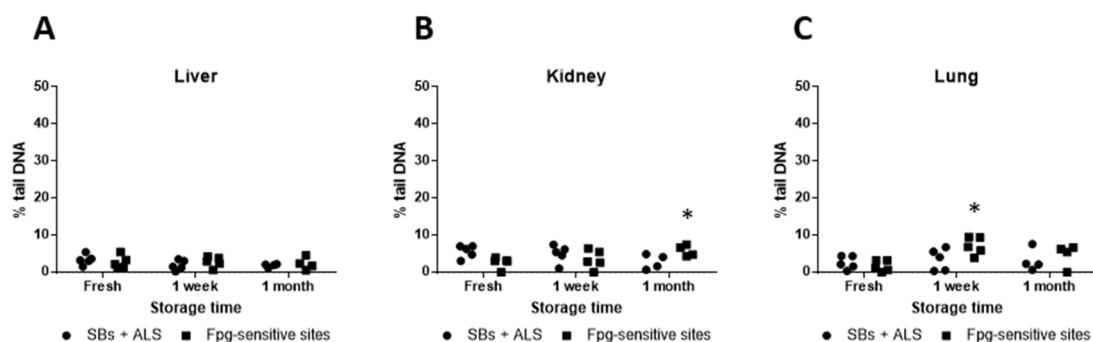 A
Liver
% tail DNA
50
40
30
20
10
0
Fresh 1 week 1 month
Storage time
● SBs + ALS ■ Fpg-sensitive sites
B
Kidney
% tail DNA
50
40
30
20
10
0
*
Fresh 1 week 1 month
Storage time
● SBs + ALS ■ Fpg-sensitive sites
C
Lung
% tail DNA
50
40
30
20
10
0
*
Fresh 1 week 1 month
Storage time
● SBs + ALS ■ Fpg-sensitive sites